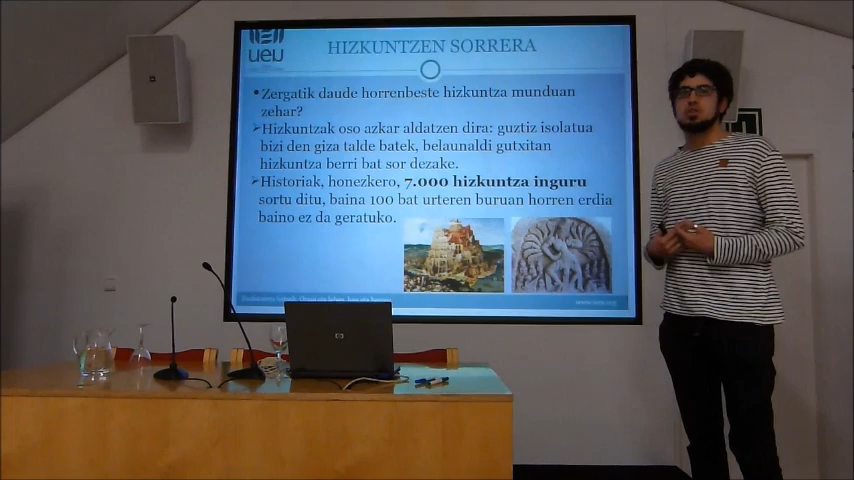 ueu
HIZKUNTZEN SORRERA
Zergatik daude horrenbeste hizkuntza munduan
zehar?
Hizkuntzak oso azkar aldatzen dira: guztiz isolatua
bizi den giza talde batek, belaunaldi gutxitan
hizkuntza berri bat sor dezake.
Historiak, honezkero, 7.000 hizkuntza inguru
sortu ditu, baina 100 bat urteren buruan horren erdia
baino ez da geratuko.
www.ueu.org
hp